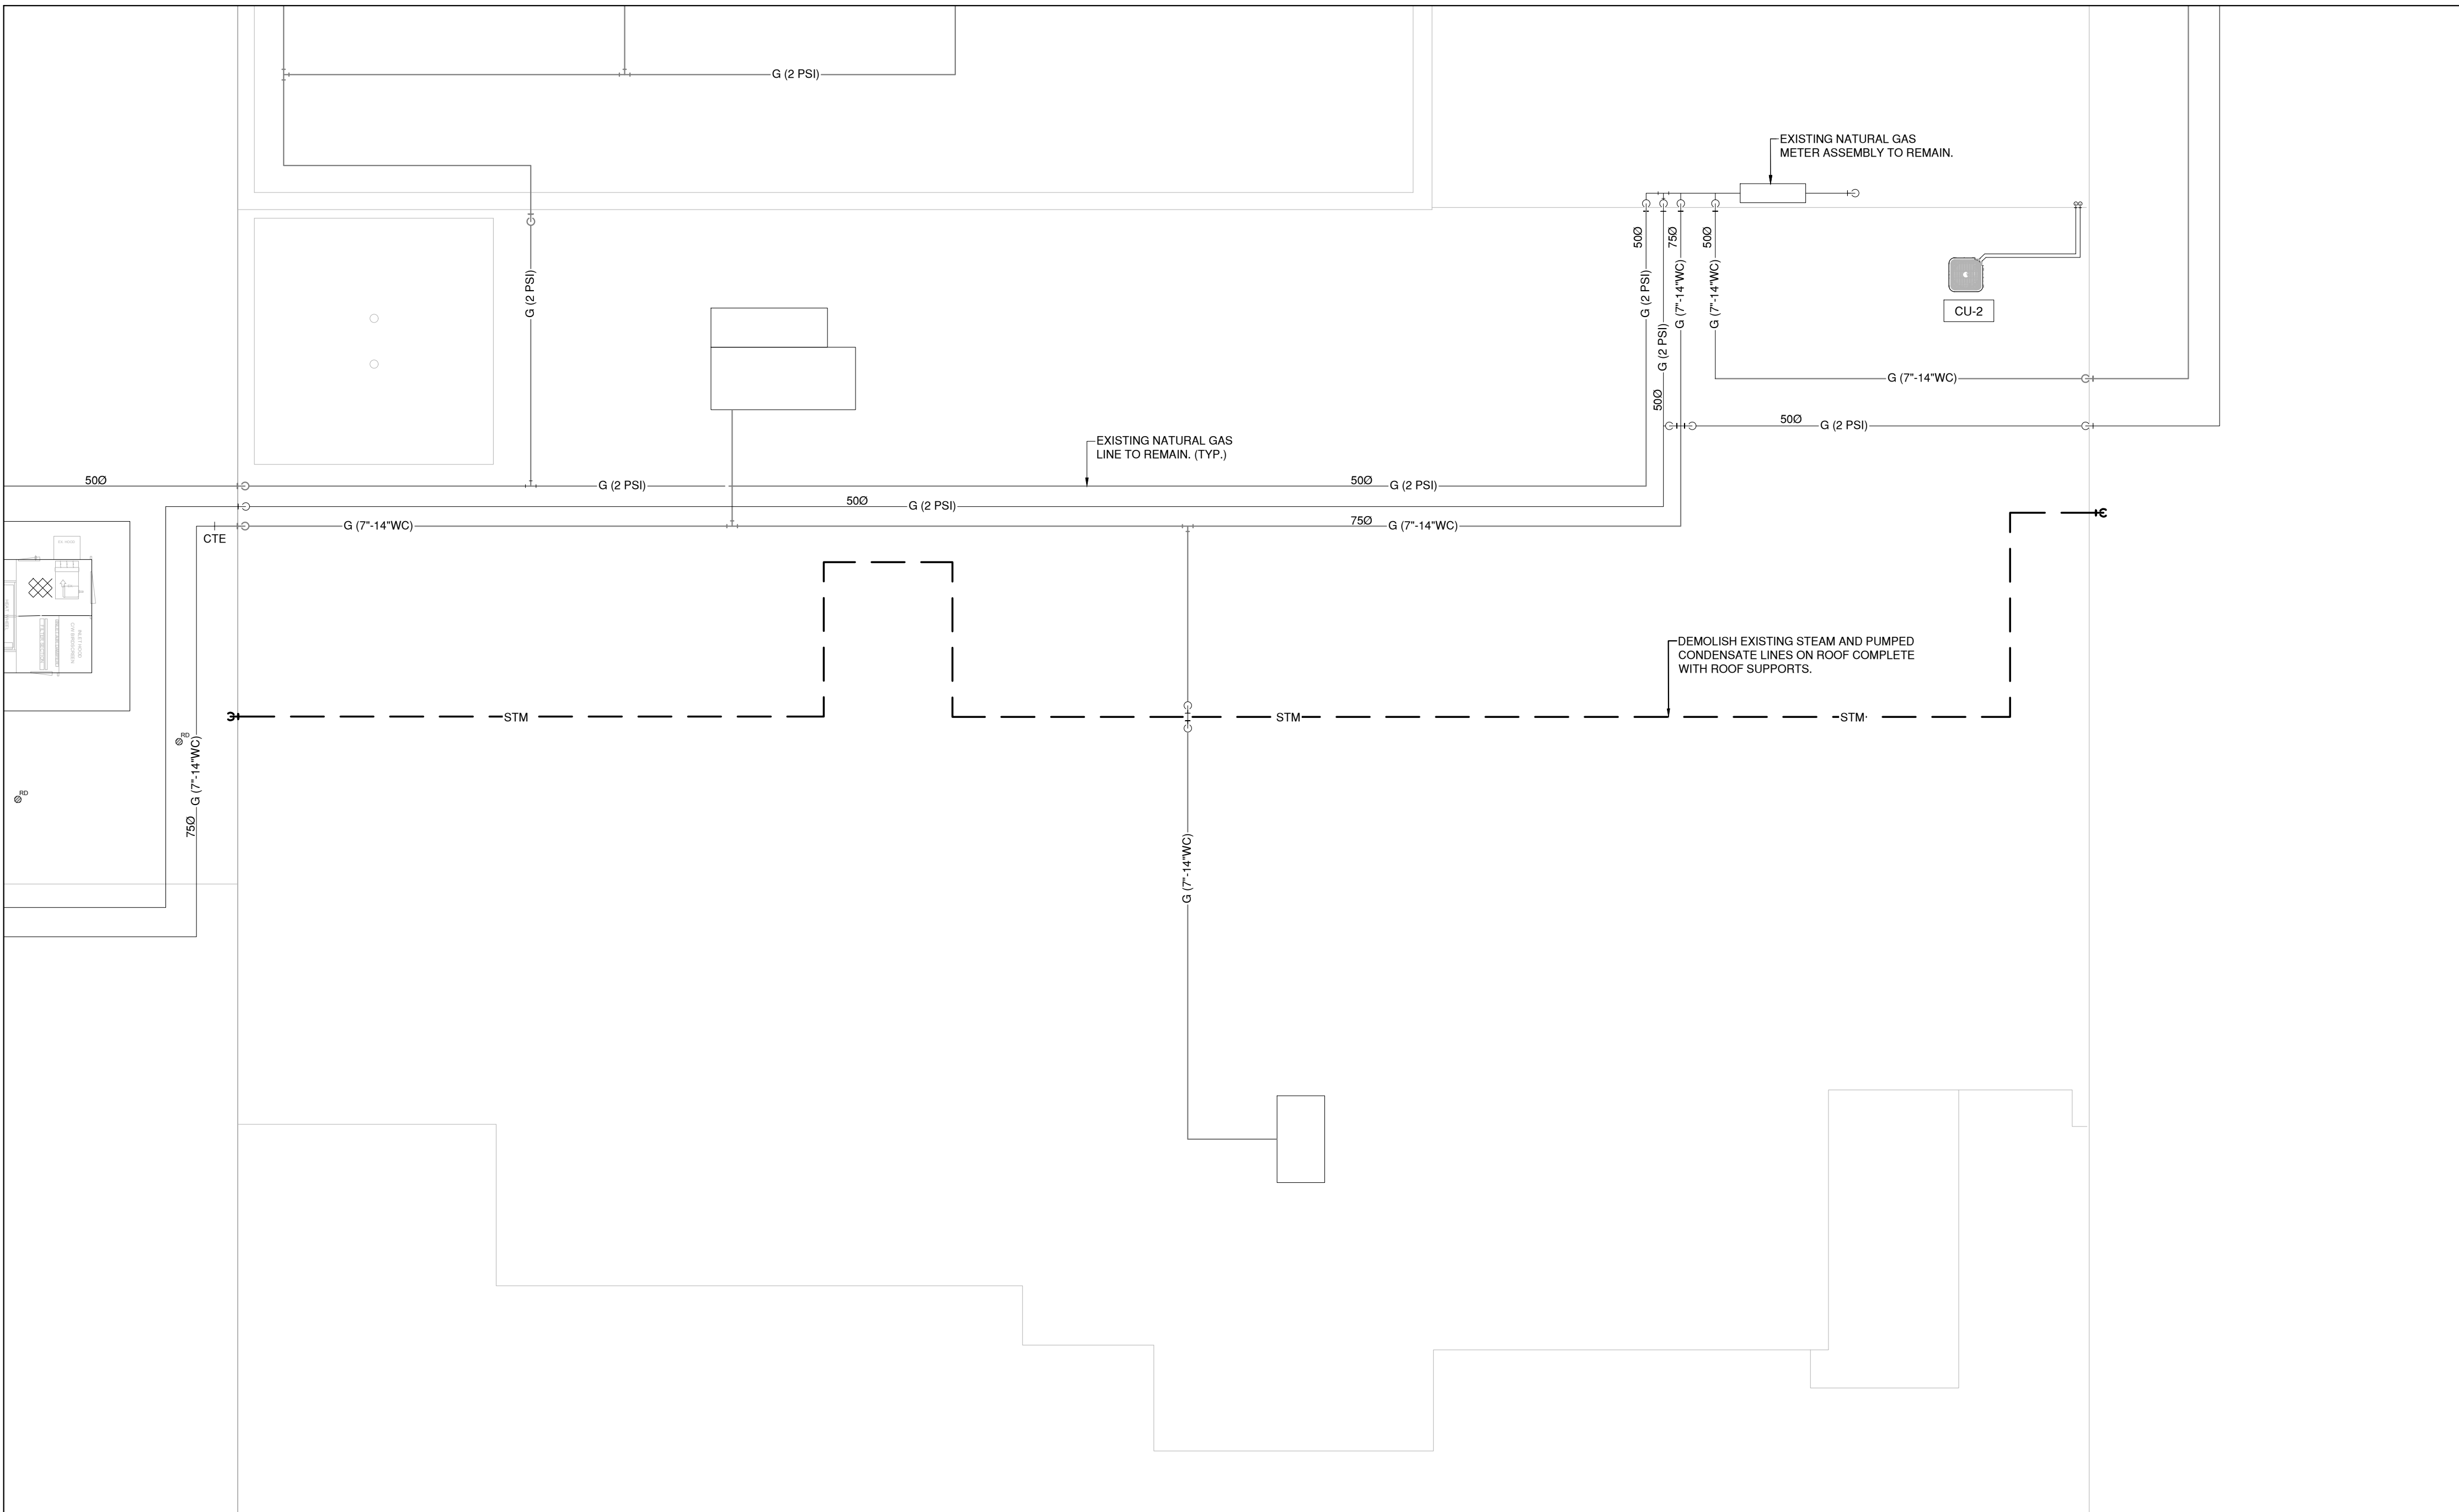 G (2 PSI)
EXISTING NATURAL GAS
METER ASSEMBLY TO REMAIN.
50Ø
75Ø
50Ø
G (2 PSI)
G (2 PSI)
G (2 PSI)
G (7"-14"WC)
G (7"-14"WC)
CU-2
50Ø
G (7"-14"WC)
50Ø
G (2 PSI)
EXISTING NATURAL GAS
LINE TO REMAIN. (TYP.)
50Ø
G (2 PSI)
50Ø
G (2 PSI)
50Ø
G (2 PSI)
G (7"-14"WC)
75Ø
G (7"-14"WC)
CTE
DEMOLISH EXISTING STEAM AND PUMPED
CONDENSATE LINES ON ROOF COMPLETE
WITH ROOF SUPPORTS.
STM
STM
STM
RD
G (7"-14"WC)
75Ø
RD
G (7"-14"WC)